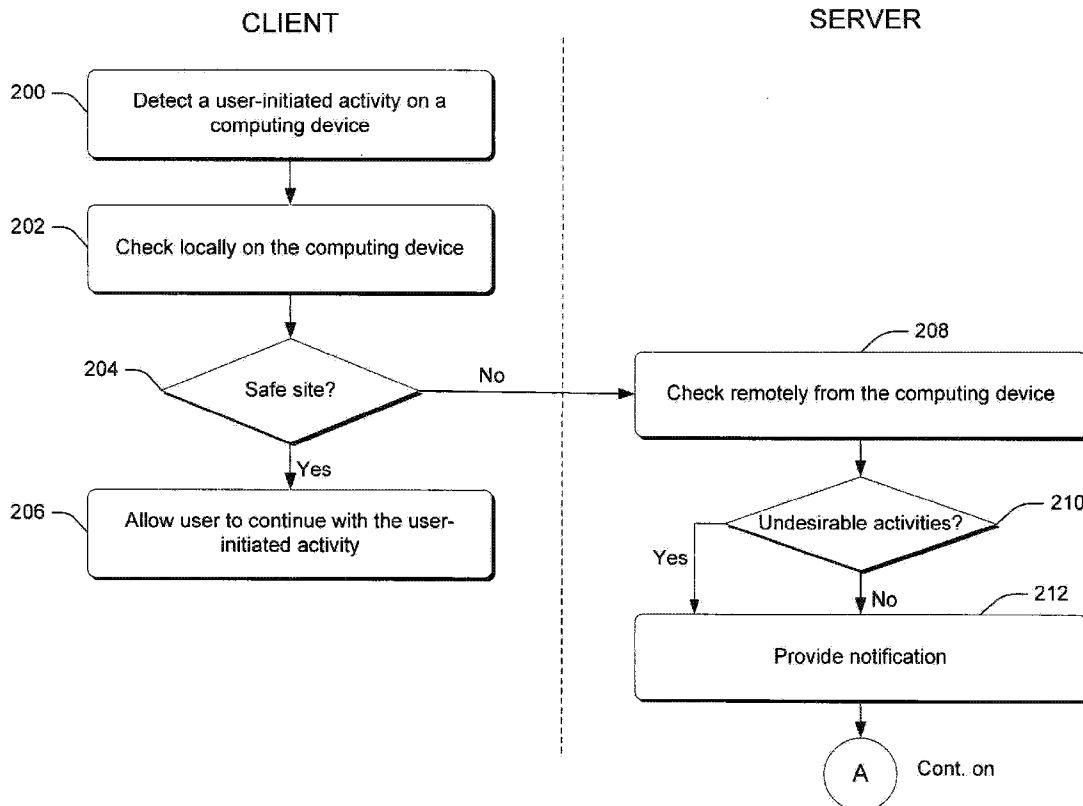 CLIENT
SERVER
200
Detect a user-initiated activity on a
computing device
202
Check locally on the computing device
204
Safe site?
No
Yes
206
Allow user to continue with the user-
initiated activity
208
Check remotely from the computing device
210
Undesirable activities?
Yes
No
212
Provide notification
A
Cont. on